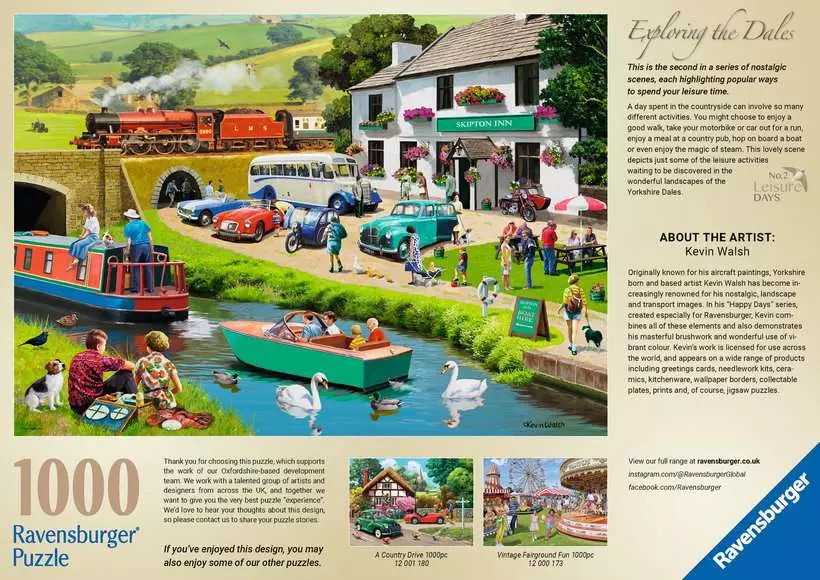 Exploring the Dales
This is the second in a series of nostalgic
scenes, each highlighting popular ways
to spend your leisure time.
A day spent in the countryside can involve so many
different activities. You might choose to enjoy a
good walk, take your motorbike or car out for a run,
enjoy a meal at a country pub, hop on board a boat
or even enjoy the magic of steam. This lovely scene
depicts just some of the leisure activities
waiting to be discovered in the
wonderful landscapes of the
Yorkshire Dales.
No.2
Leisure
DAYS
ABOUT THE ARTIST:
Kevin Walsh
Originally known for his aircraft paintings, Yorkshire
born and based artist Kevin Walsh has become in-
creasingly renowned for his nostalgic, landscape
and transport images. In his "Happy Days" series,
created especially for Ravensburger, Kevin com-
bines all of these elements and also demonstrates
his masterful brushwork and wonderful use of vi-
brant colour. Kevin's work is licensed for use across
the world, and appears on a wide range of products
including greetings cards, needlework kits, cera-
mics, kitchenware, wallpaper borders, collectable
plates, prints and, of course, jigsaw puzzles.
SKIPTON INN
LMS
BOAT
HIRE
Kevin Walsh
1000
Ravensburger®
Puzzle
Thank you for choosing this puzzle, which supports
the work of our Oxfordshire-based development
team. We work with a talented group of artists and
designers from across the UK, and together we
want to give you the very best puzzle "experience".
We'd love to hear your thoughts about this design,
so please contact us to share your puzzle stories.
If you've enjoyed this design, you may
also enjoy some of our other puzzles.
A Country Drive 1000pc
12 001 180
Vintage Fairground Fun 1000pc
12 000 173
View our full range at ravensburger.co.uk
instagram.com/@RavensburgerGlobal
facebook.com/Ravensburger
Ravensburger